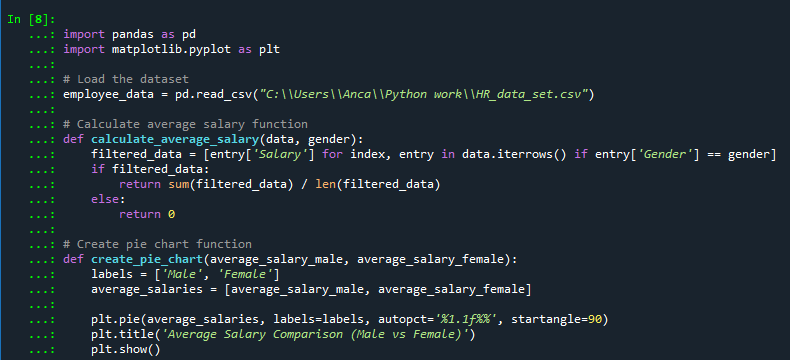 In [8]:
   ...: import pandas as pd
   ...: import matplotlib.pyplot as plt
   ...:
   ...: # Load the dataset
   ...: employee_data = pd.read_csv("C:\\Users\\Anca\\Python work\\HR_data_set.csv")
   ...:
   ...: # Calculate average salary function
   ...: def calculate_average_salary(data, gender):
   ...:     filtered_data = [entry['Salary'] for index, entry in data.iterrows() if entry['Gender'] == gender]
   ...:     if filtered_data:
   ...:         return sum(filtered_data) / len(filtered_data)
   ...:     else:
   ...:         return 0
   ...:
   ...: # Create pie chart function
   ...: def create_pie_chart(average_salary_male, average_salary_female):
   ...:     labels = ['Male', 'Female']
   ...:     average_salaries = [average_salary_male, average_salary_female]
   ...:
   ...:     plt.pie(average_salaries, labels=labels, autopct='%1.1f%%', startangle=90)
   ...:     plt.title('Average Salary Comparison (Male vs Female)')
   ...:     plt.show()